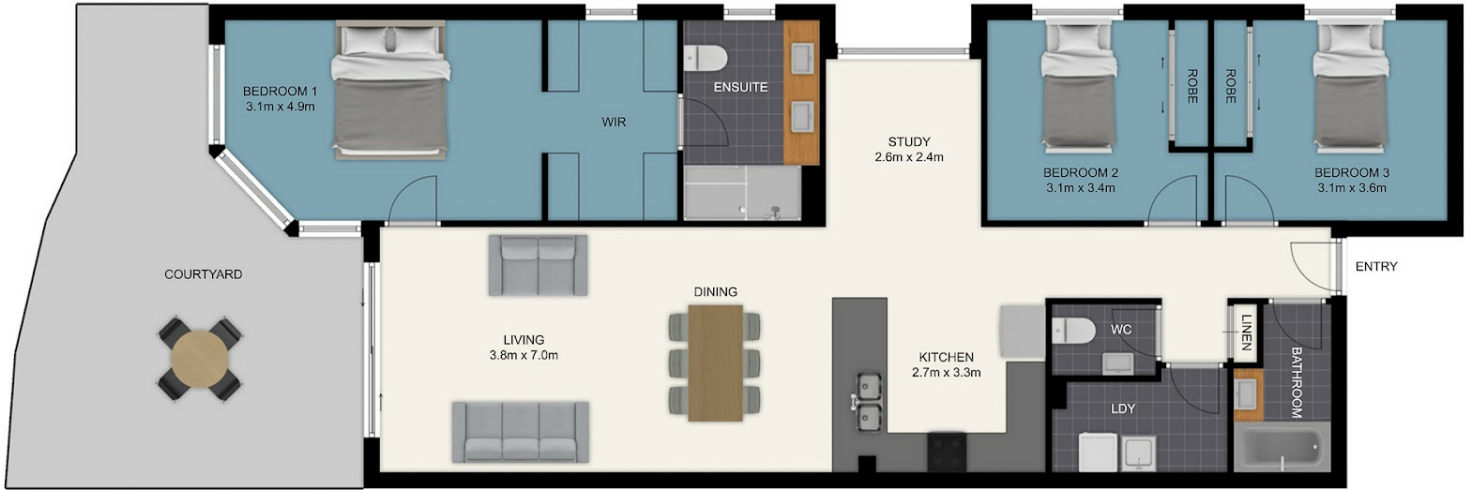 BEDROOM 1
3.1m x 4.9m
WIR
ENSUITE
STUDY
2.6m x 2.4m
BEDROOM 2
3.1m x 3.4m
ROBE
ROBE
BEDROOM 3
3.1m x 3.6m
COURTYARD
LIVING
3.8m x 7.0m
DINING
KITCHEN
2.7m x 3.3m
WC
LDY
LINEN
BATHROOM
ENTRY